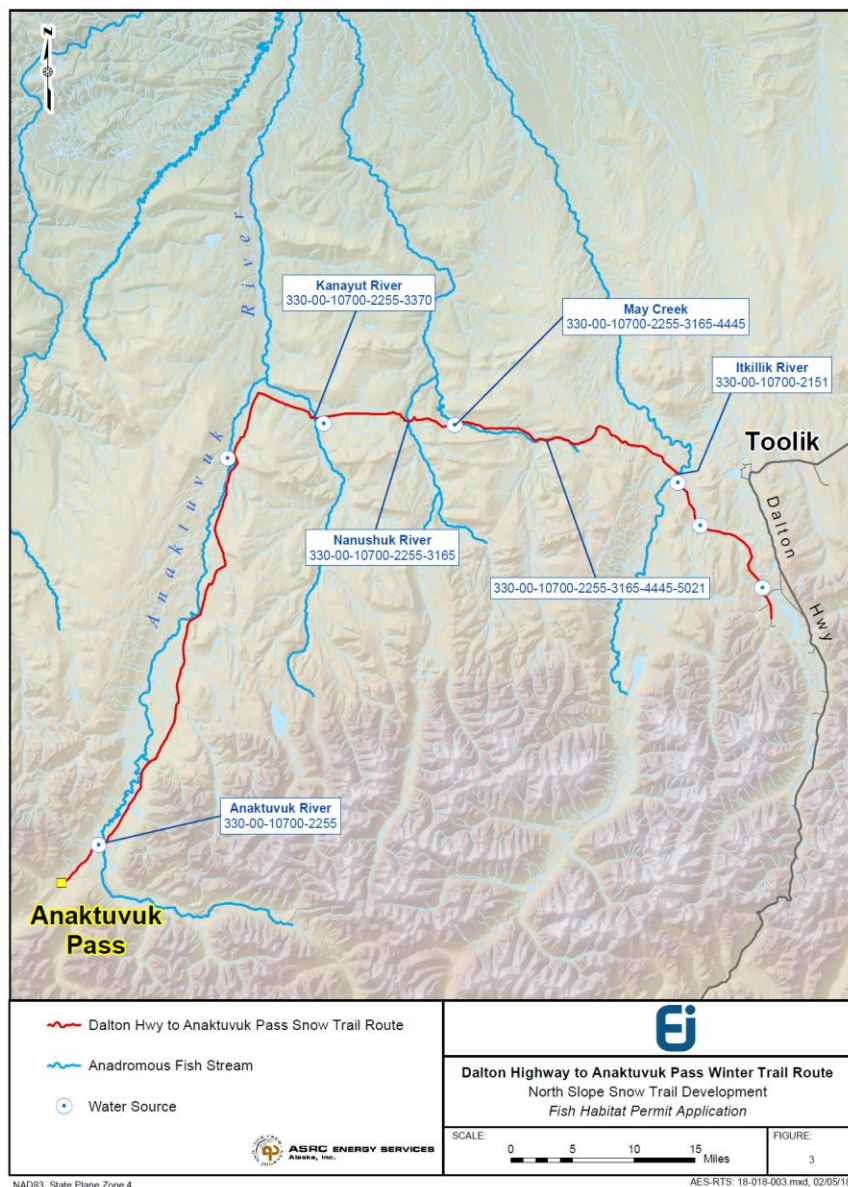 Z
River
Kanayut River
330-00-10700-2255-3370
May Creek
330-00-10700-2255-3165-4445
Itkillik River
330-00-10700-2151
Toolik
Anaktuvuk
Dalton
Hwy
Nanushuk River
330-00-10700-2255-3165
330-00-10700-2255-3165-4445-5021
Anaktuvuk River
330-00-10700-2255
Anaktuvuk
Pass
Dalton Hwy to Anaktuvuk Pass Snow Trail Route
Anadromous Fish Stream
Water Source
ASRC ENERGY SERVICES
Alaska, Inc.
Ei
Dalton Highway to Anaktuvuk Pass Winter Trail Route
North Slope Snow Trail Development
Fish Habitat Permit Application
SCALE:
0 5 10 15
Miles
FIGURE:
3
NAD83, State Plane Zone 4
AES-RTS: 18-018-003.mxd, 02/05/18